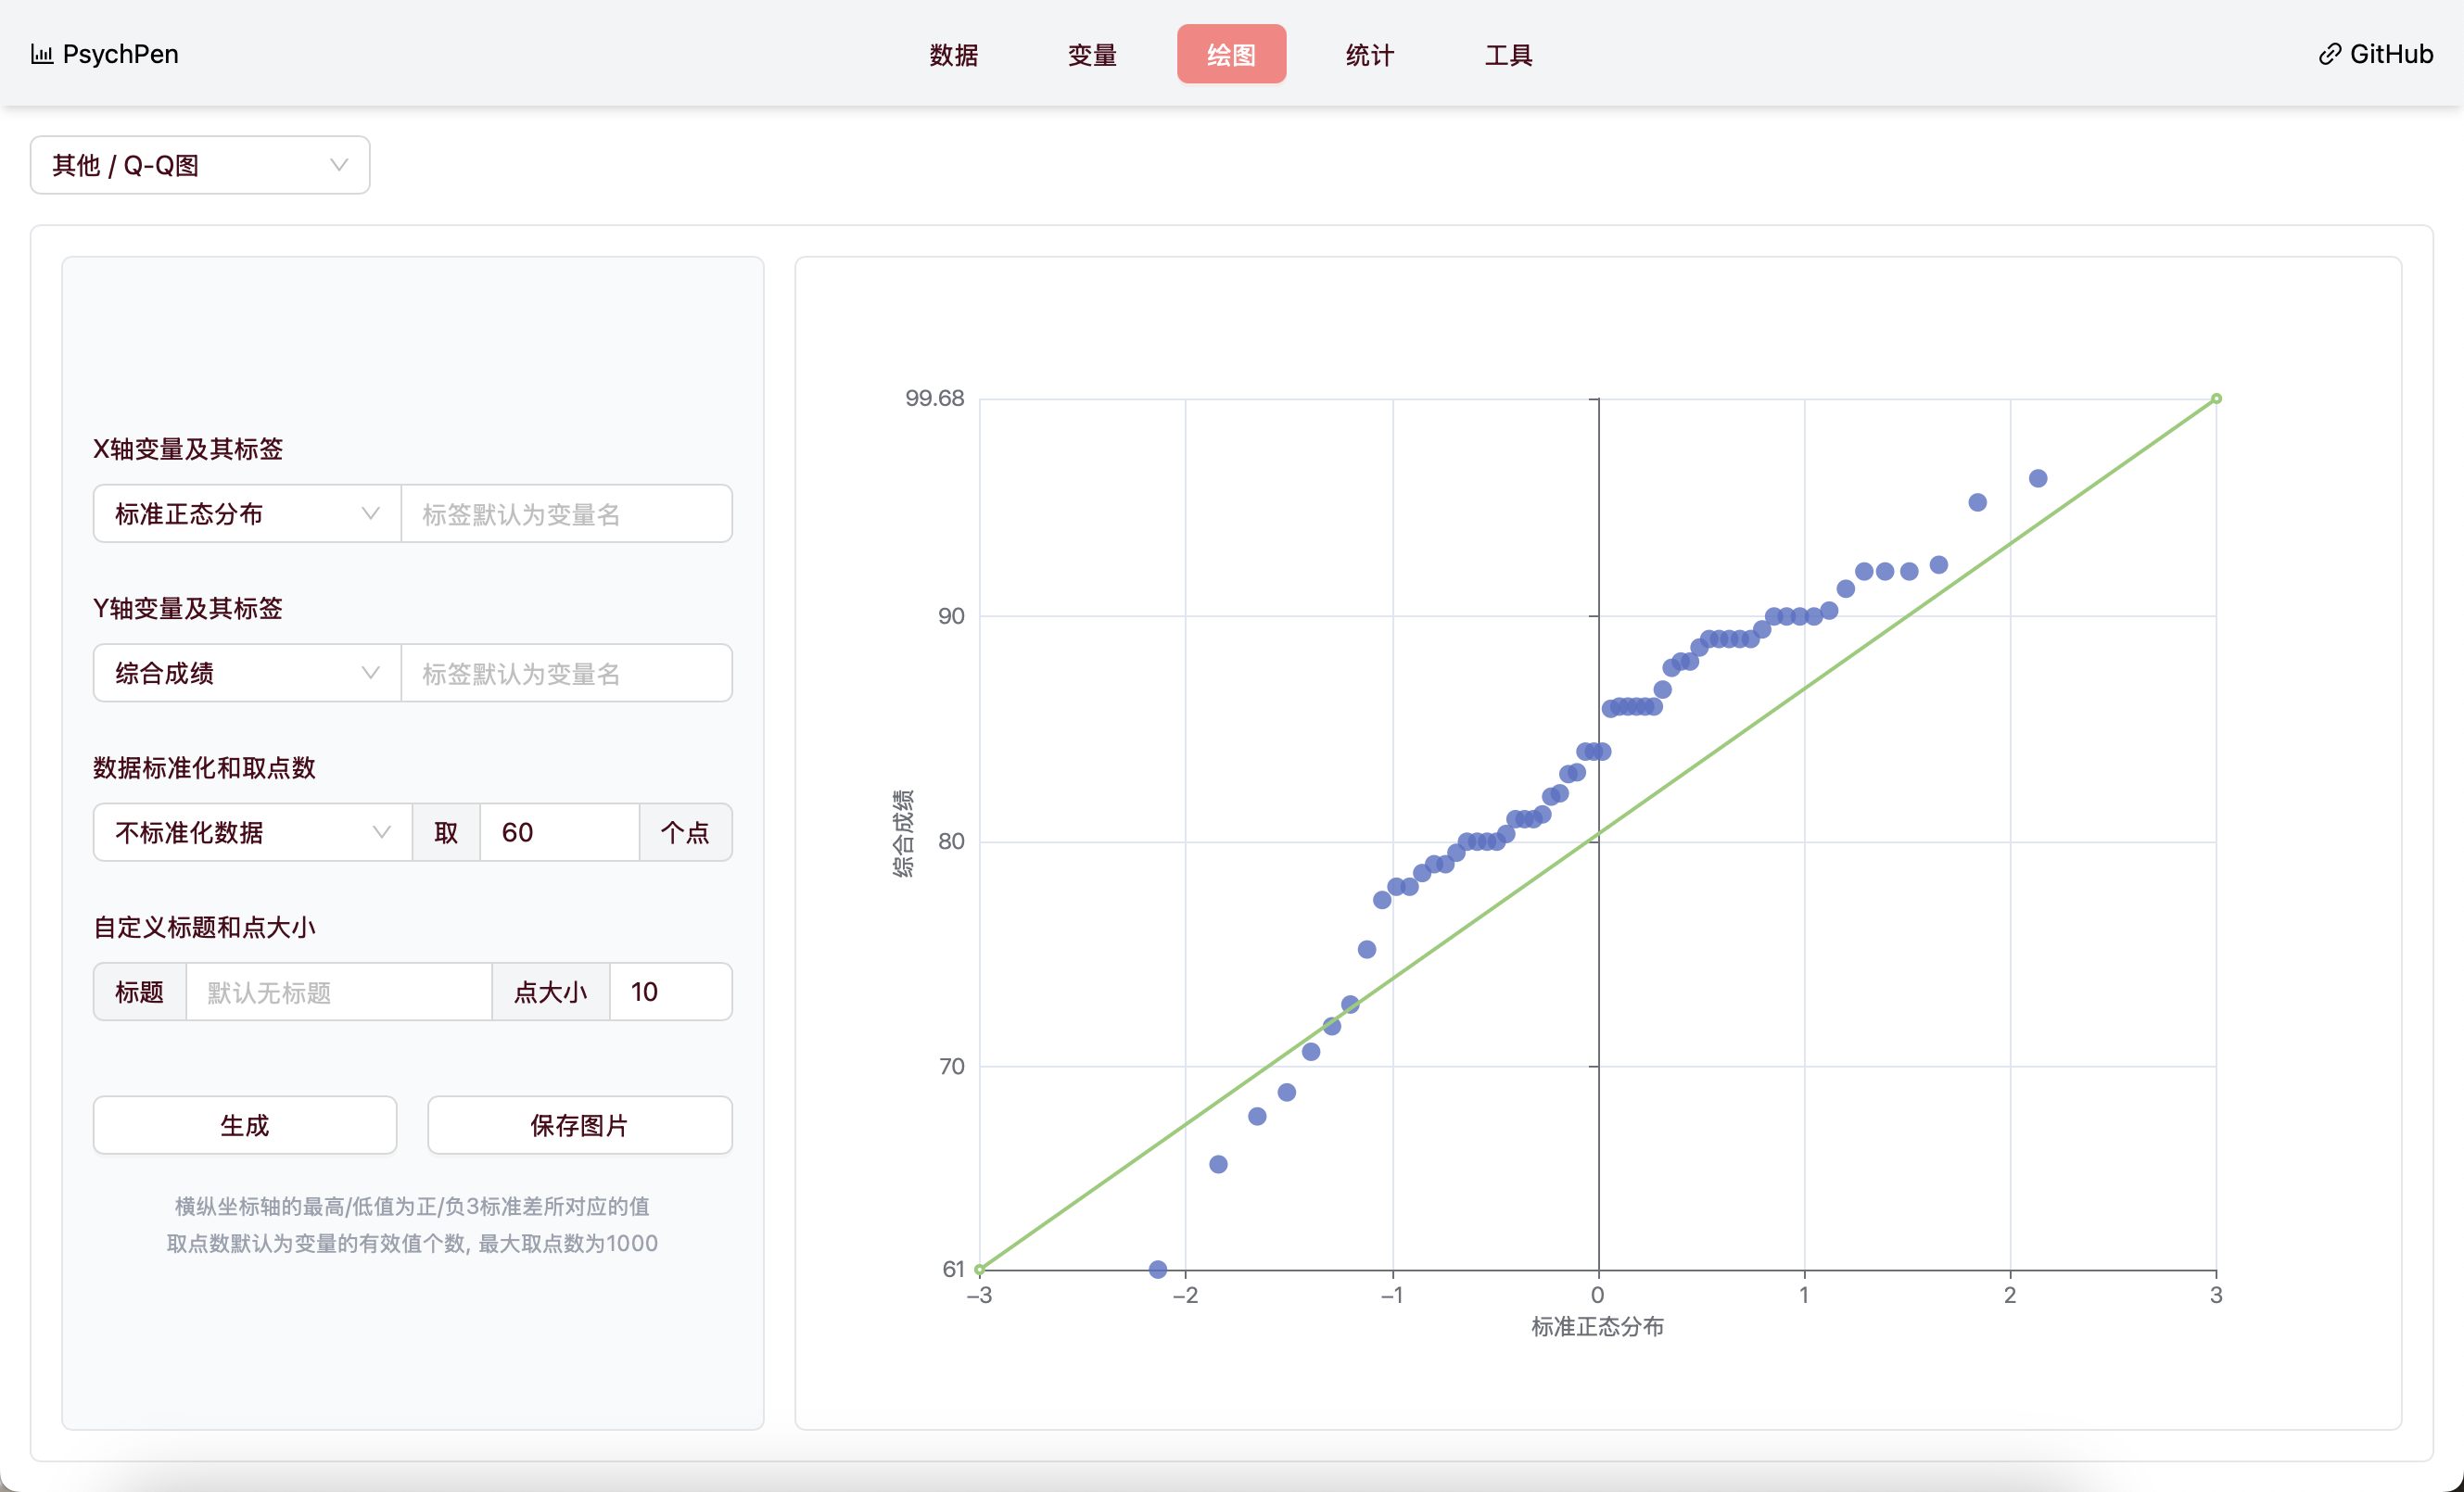 PsychPen
数据
变量
绘图
统计
工具
GitHub
其他 / Q-Q图
X轴变量及其标签
标准正态分布
标签默认为变量名
Y轴变量及其标签
综合成绩
标签默认为变量名
数据标准化和取点数
不标准化数据
取
60
个点
自定义标题和点大小
标题
默认无标题
点大小
10
生成
保存图片
横纵坐标轴的最高/低值为正/负3标准差所对应的值
取点数默认为变量的有效值个数, 最大取点数为1000
99.68
90
80
70
61
综合成绩
−3
−2
−1
0
1
2
3
标准正态分布